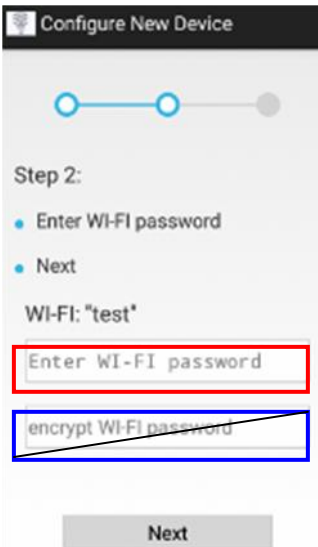 Configure New Device
Step 2:
Enter WI-FI password
Next
WI-FI: "test"
Enter WI-FI password
encrypt WI-FI password
Next